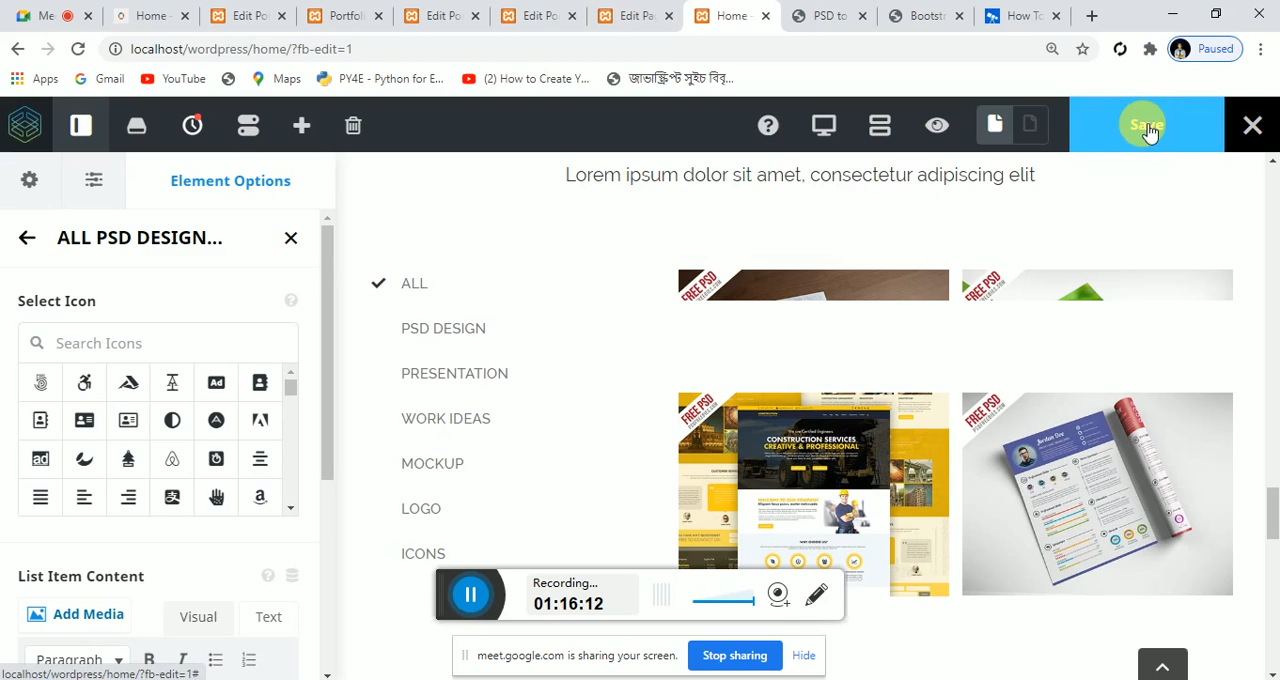 Me
Home -
Edit Po
Portfoli
Edit Po
Edit Po
Edit Pa
Home -
PSD to
Bootstr
How To
localhost/wordpress/home/?fb-edit=1
Paused
Apps
Gmail
YouTube
Maps
PY4E - Python for E...
(2) How to Create Y...
জাভাস্ক্রিপ্ট সুইচ বিবৃ...
Save
Element Options
Lorem ipsum dolor sit amet, consectetur adipiscing elit
ALL PSD DESIGN...
Select Icon
Search Icons
ALL
PSD DESIGN
PRESENTATION
WORK IDEAS
MOCKUP
LOGO
ICONS
FREE PSD
FREE PSD
FREE PSD
FREE PSD
CONSTRUCTION SERVICES
CREATIVE & PROFESSIONAL
Jordan Doe
Recording...
01:16:12
List Item Content
Add Media
Visual
Text
Paragraph
B
I
meet.google.com is sharing your screen.
Stop sharing
Hide
localhost/wordpress/home/?fb-edit=1#